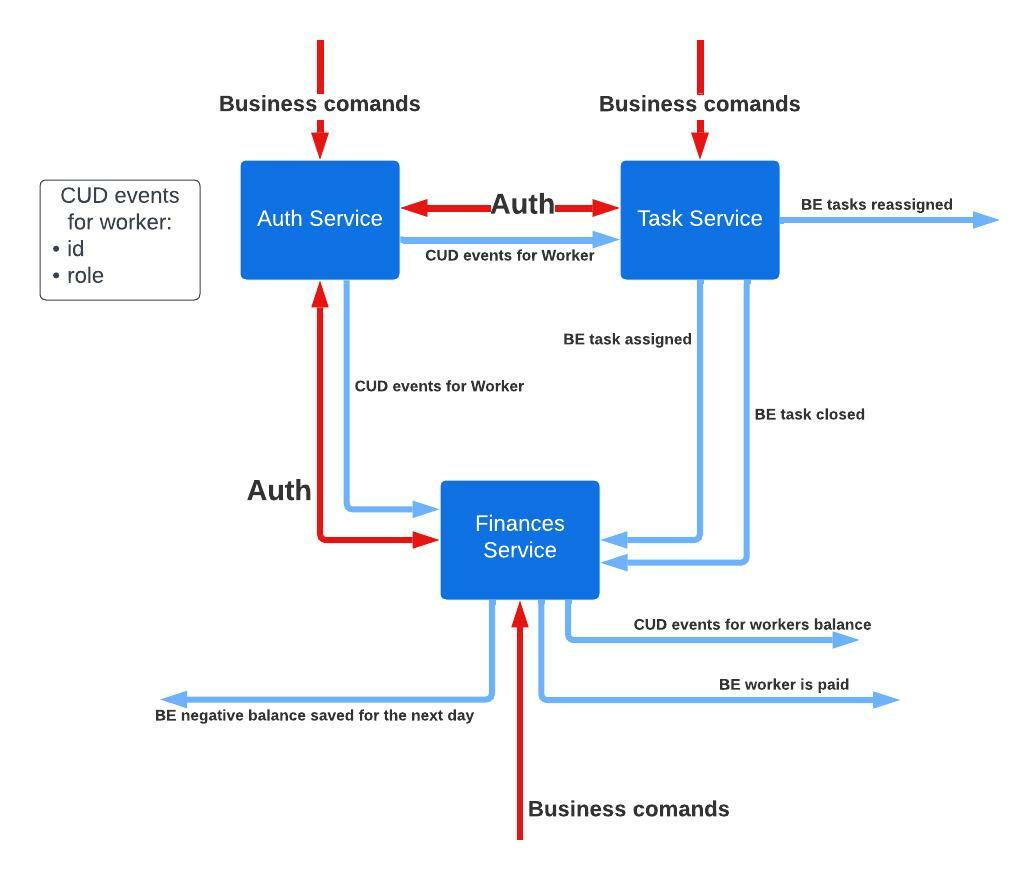 Business comands
Business comands
CUD events
for worker:
• id
• role
Auth Service
Auth
Task Service
BE tasks reassigned
CUD events for Worker
BE task assigned
CUD events for Worker
BE task closed
Auth
Finances
Service
CUD events for workers balance
BE worker is paid
BE negative balance saved for the next day
Business comands